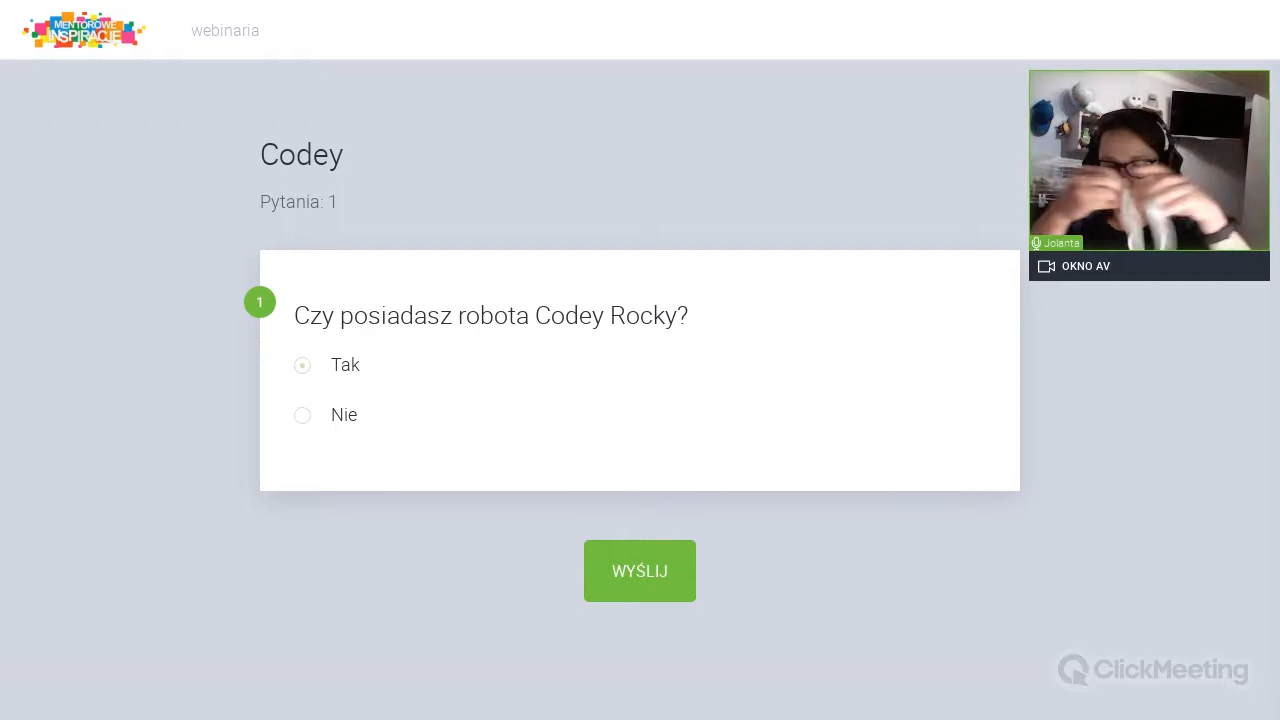 MENTOROWE
INSPIRACJE
webinaria
Codey
Pytania: 1
1
Czy posiadasz robota Codey Rocky?
Tak
Nie
WYŚLIJ
Jolanta
OKNO AV
ClickMeeting